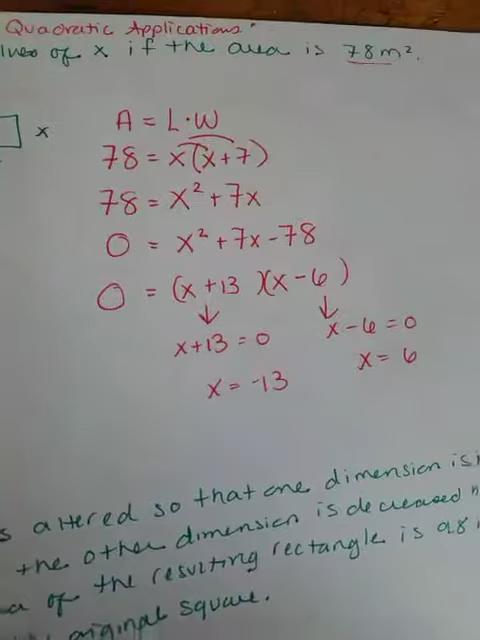 Quadratic Applications
of x if the area is 78m².
x
A = L·W
78 = x(x+7)
78 = x² + 7x
0 = x² + 7x - 78
0 = (x +13)(x - 6)
x+13 = 0 x - 6 = 0
x = -13 x = 6
s altered so that one dimension is
the other dimension is decreased
of the resulting rectangle is 98
original square.